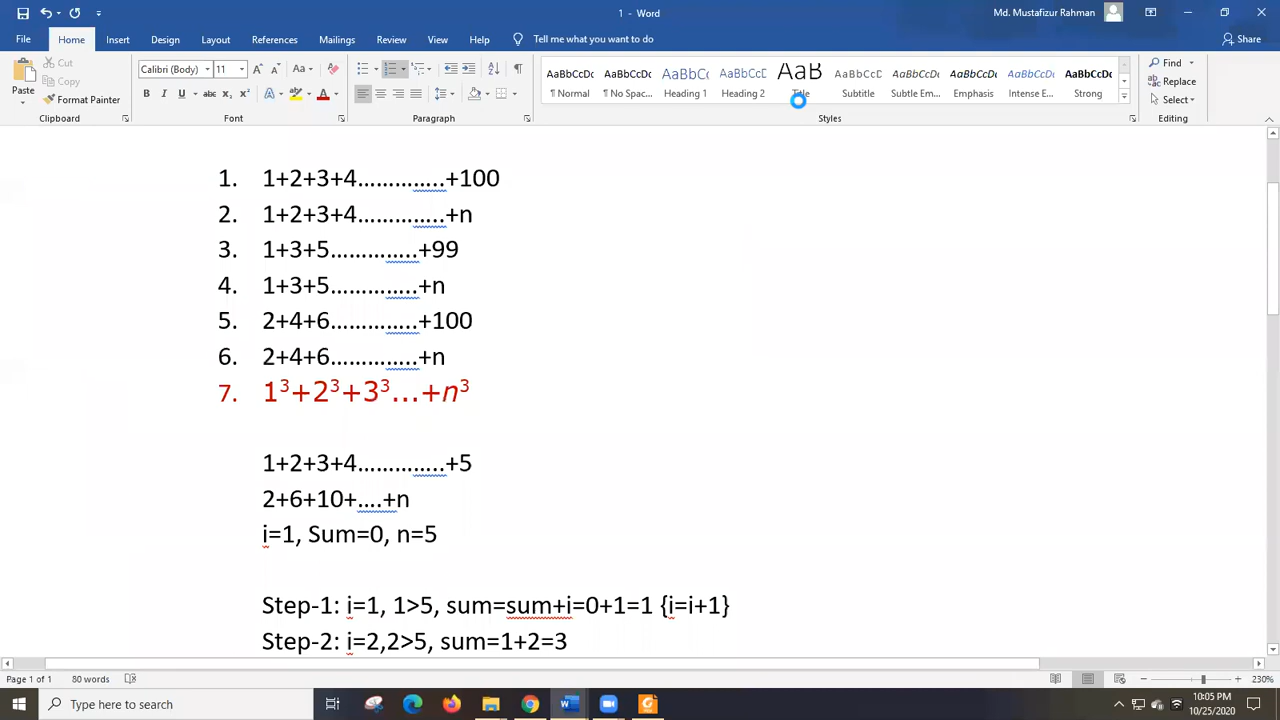 1 - Word
Md. Mustafizur Rahman
File Home Insert Design Layout References Mailings Review View Help Tell me what you want to do Share
Paste Cut Copy Format Painter
Calibri (Body) 11
AaBbCcDc AaBbCcDc AaBbCc AaBbCcD AaB AaBbCcD AaBbCcDc AaBbCcDc AaBbCcDc AaBbCcDc
¶ Normal ¶ No Spac... Heading 1 Heading 2 Title Subtitle Subtle Em... Emphasis Intense E... Strong
Find Replace Select
Clipboard Font Paragraph Styles Editing
1. 1+2+3+4…………..+100
2. 1+2+3+4…………..+n
3. 1+3+5…………..+99
4. 1+3+5…………..+n
5. 2+4+6…………..+100
6. 2+4+6…………..+n
7. 1³+2³+3³...+n³
1+2+3+4…………..+5
2+6+10+….+n
i=1, Sum=0, n=5
Step-1: i=1, 1>5, sum=sum+i=0+1=1 {i=i+1}
Step-2: i=2,2>5, sum=1+2=3
Page 1 of 1 80 words 230%
Type here to search
10:05 PM
10/25/2020